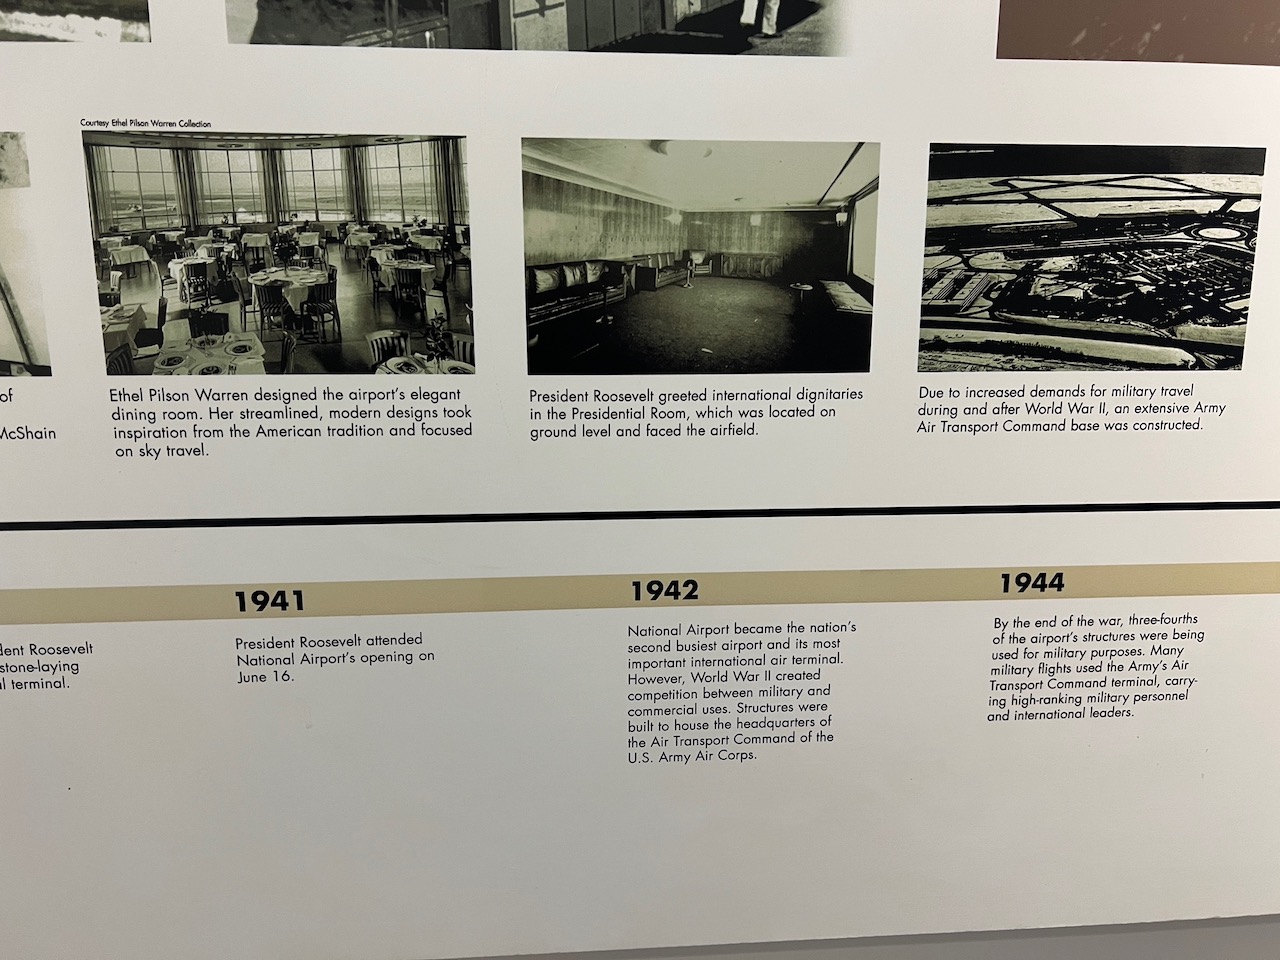 Courtesy Ethel Pilson Warren Collection
of
McShain
Ethel Pilson Warren designed the airport's elegant
dining room. Her streamlined, modern designs took
inspiration from the American tradition and focused
on sky travel.
President Roosevelt greeted international dignitaries
in the Presidential Room, which was located on
ground level and faced the airfield.
Due to increased demands for military travel
during and after World War II, an extensive Army
Air Transport Command base was constructed.
dent Roosevelt
stone-laying
l terminal.
1941
President Roosevelt attended
National Airport's opening on
June 16.
1942
National Airport became the nation's
second busiest airport and its most
important international air terminal.
However, World War II created
competition between military and
commercial uses. Structures were
built to house the headquarters of
the Air Transport Command of the
U.S. Army Air Corps.
1944
By the end of the war, three-fourths
of the airport's structures were being
used for military purposes. Many
military flights used the Army's Air
Transport Command terminal, carry-
ing high-ranking military personnel
and international leaders.